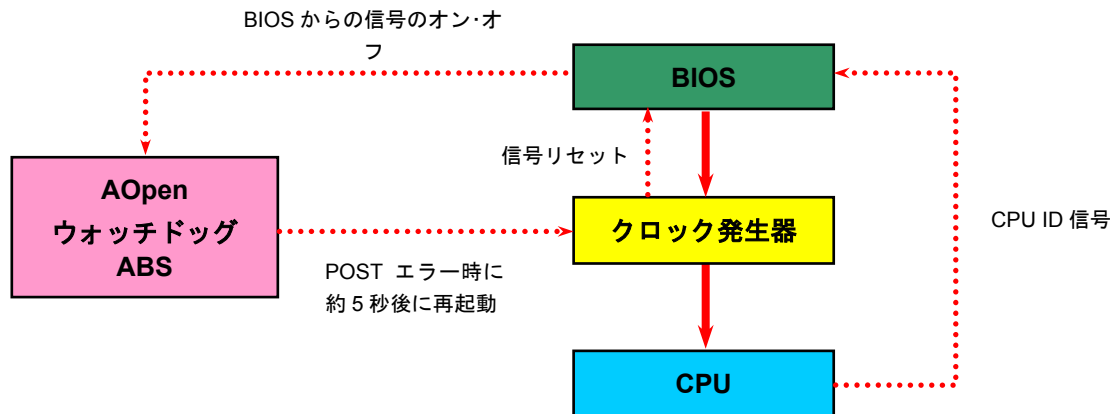 BIOS からの信号のオン･オ
フ
BIOS
信号リセット
AOpen
ウォッチドッグ
ABS
クロック発生器
CPU ID 信号
POST エラー時に
約 5 秒後に再起動
CPU